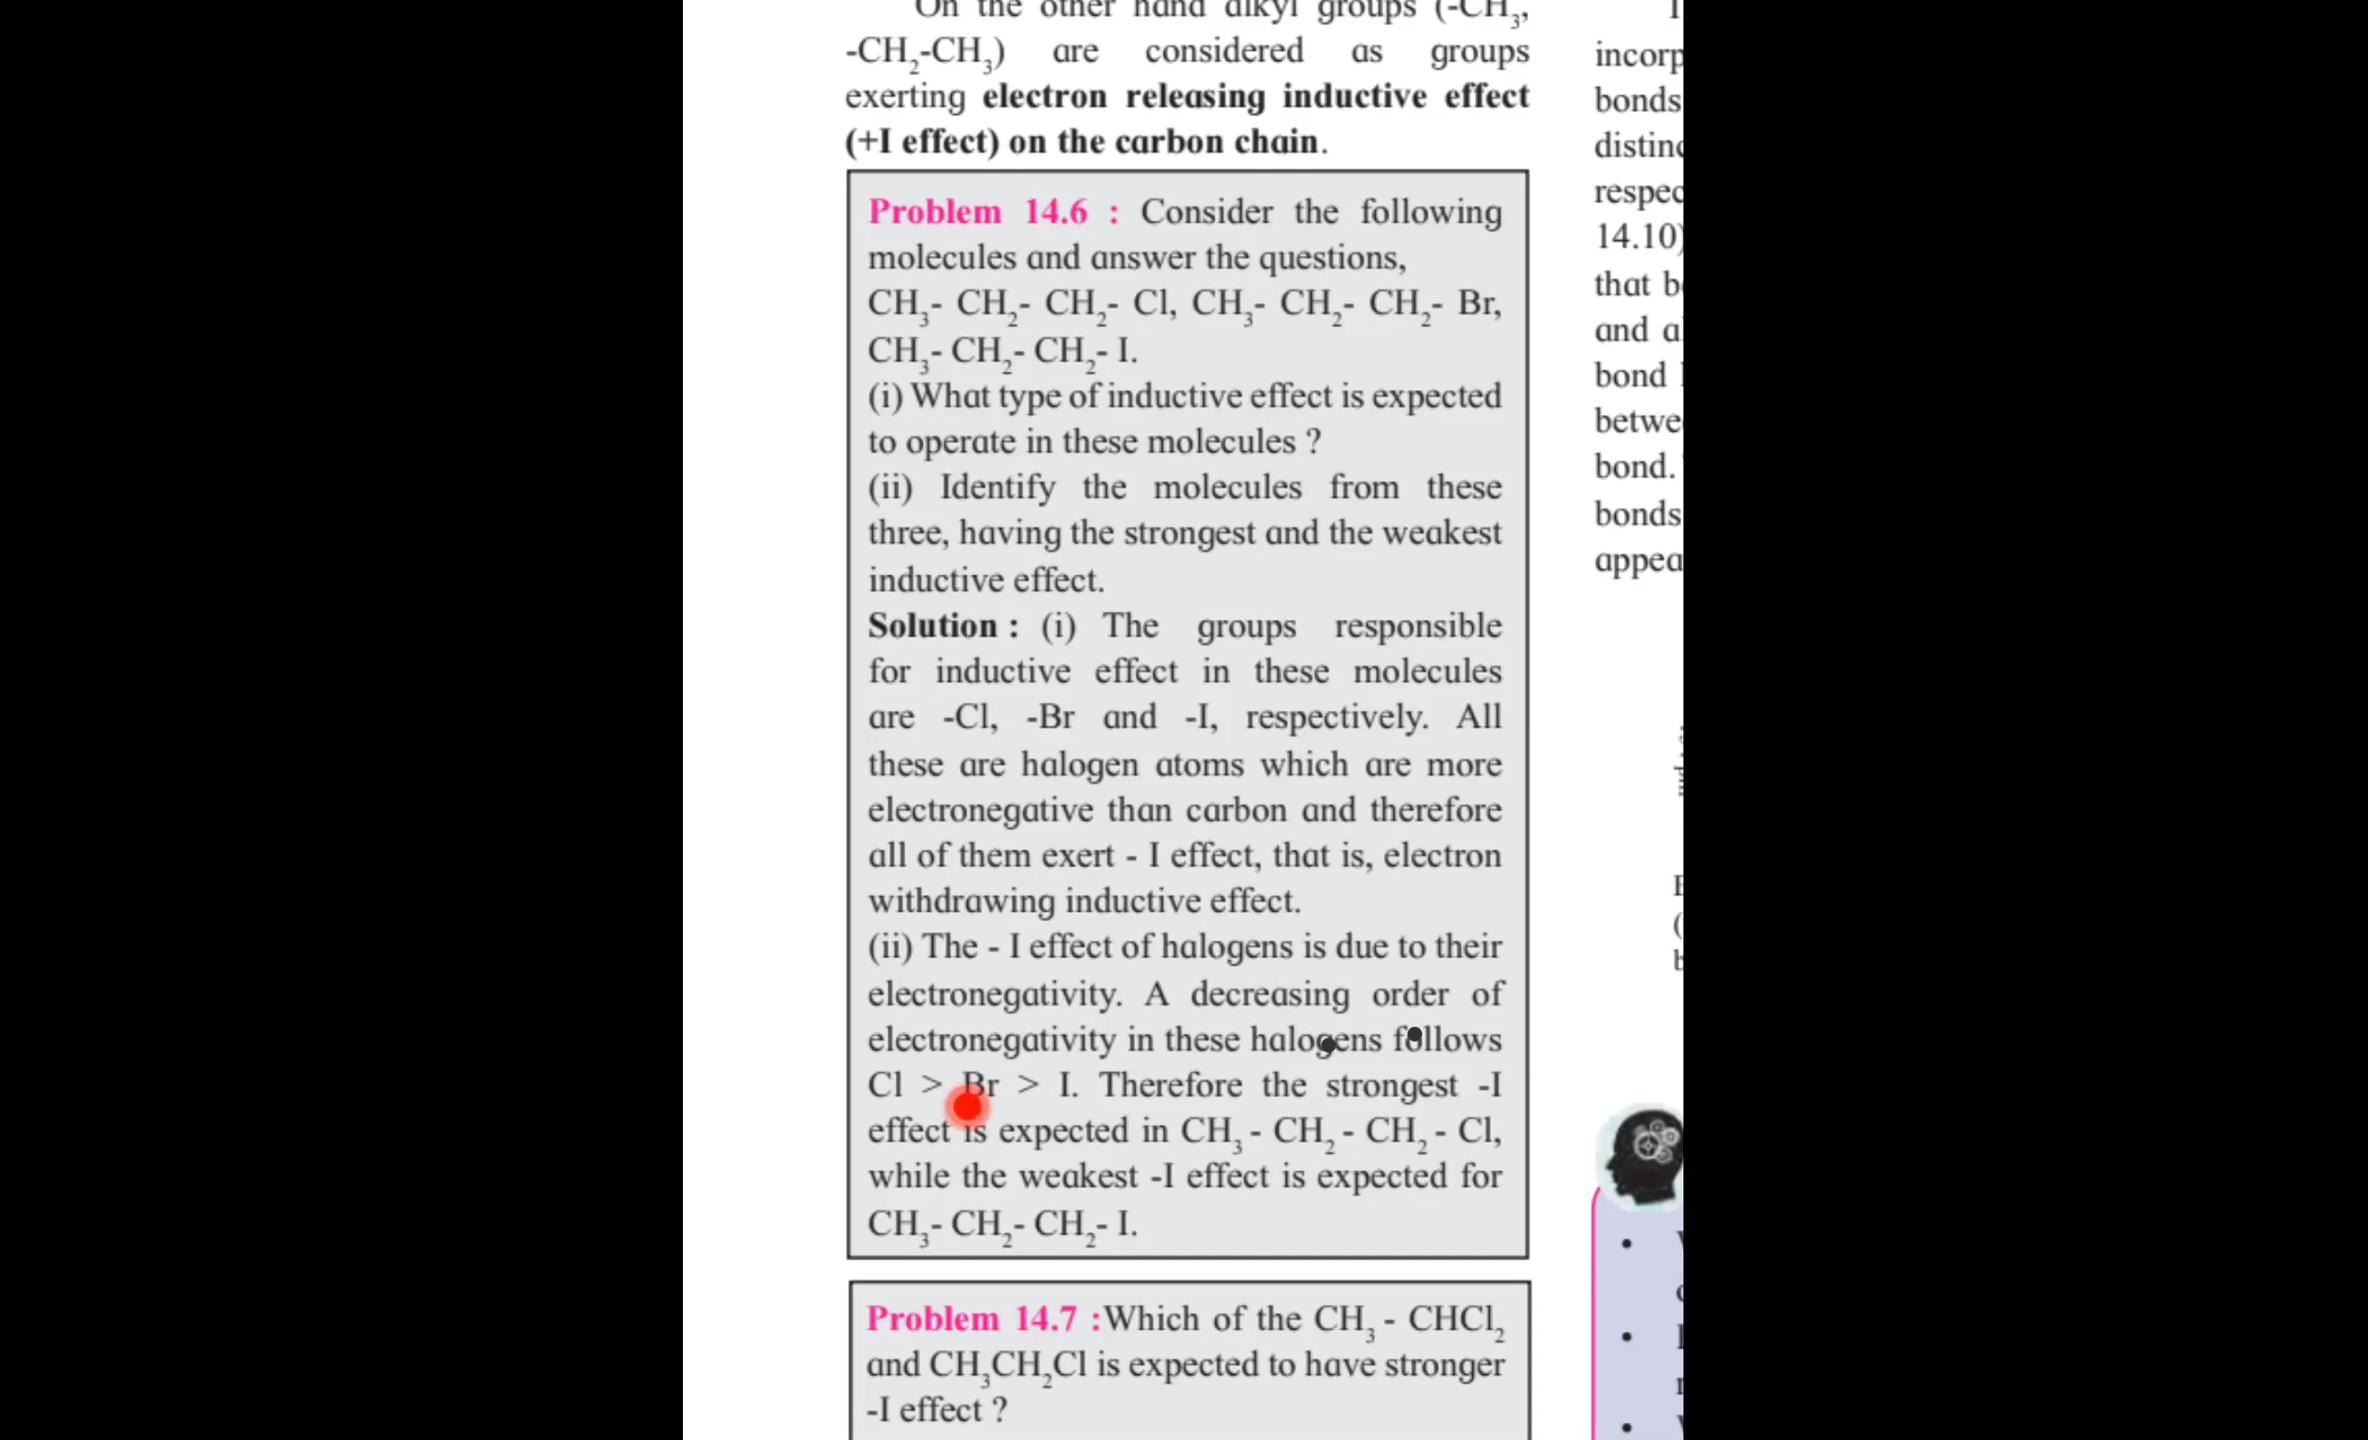 On the other hand alkyl groups (-CH₃,
-CH₂-CH₃) are considered as groups
exerting electron releasing inductive effect
(+I effect) on the carbon chain.
Problem 14.6 : Consider the following
molecules and answer the questions,
CH₃- CH₂- CH₂- Cl, CH₃- CH₂- CH₂- Br,
CH₃- CH₂- CH₂- I.
(i) What type of inductive effect is expected
to operate in these molecules ?
(ii) Identify the molecules from these
three, having the strongest and the weakest
inductive effect.
Solution : (i) The groups responsible
for inductive effect in these molecules
are -Cl, -Br and -I, respectively. All
these are halogen atoms which are more
electronegative than carbon and therefore
all of them exert - I effect, that is, electron
withdrawing inductive effect.
(ii) The - I effect of halogens is due to their
electronegativity. A decreasing order of
electronegativity in these halogens follows
Cl > Br > I. Therefore the strongest -I
effect is expected in CH₃ - CH₂ - CH₂ - Cl,
while the weakest -I effect is expected for
CH₃- CH₂- CH₂- I.
Problem 14.7 :Which of the CH₃ - CHCl₂
and CH₃CH₂Cl is expected to have stronger
-I effect ?
incorp
bonds
distinc
respec
14.10)
that b
and a
bond
betwe
bond.
bonds
appea